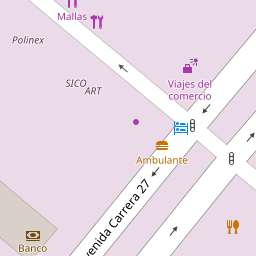 Mallas
Polinex
SICO
ART
Viajes del
comercio
Ambulante
venida Carrera 27
Banco